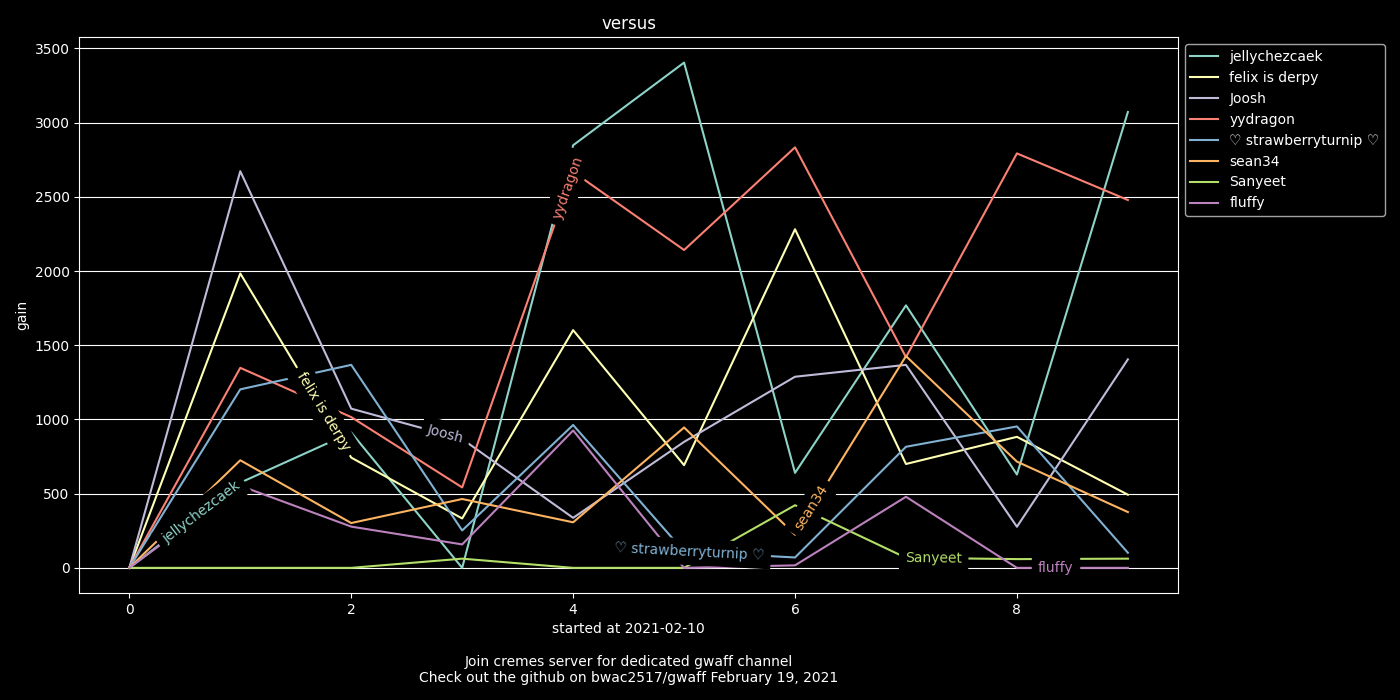 versus
3500
3000
2500
2000
1500
1000
500
0
gain
0
2
4
6
8
started at 2021-02-10
jellychezcaek
felix is derpy
Joosh
yydragon
♡ strawberryturnip ♡
sean34
Sanyeet
fluffy
jellychezcaek
felix is derpy
Joosh
yydragon
♡ strawberryturnip ♡
sean34
Sanyeet
fluffy
Join cremes server for dedicated gwaff channel
Check out the github on bwac2517/gwaff February 19, 2021